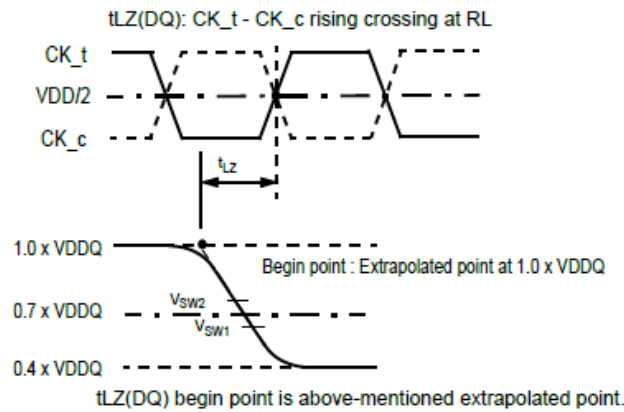 tLZ(DQ): CK_t - CK_c rising crossing at RL
CK_t
VDD/2
CK_c
tLZ
1.0 x VDDQ
Begin point : Extrapolated point at 1.0 x VDDQ
VSW2
0.7 x VDDQ
VSW1
0.4 x VDDQ
tLZ(DQ) begin point is above-mentioned extrapolated point.